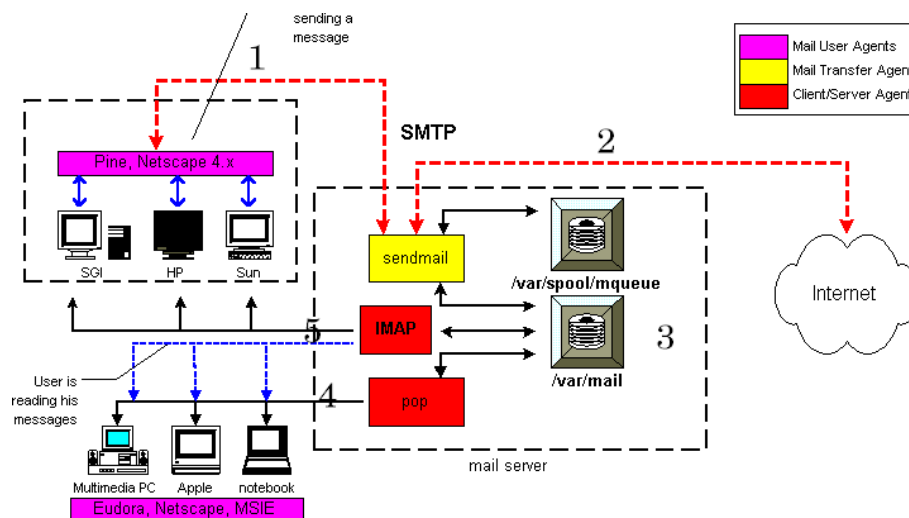 sending a
message
1
Mail User Agents
Mail Transfer Agen
Client/Server Agen
SMTP
2
Pine, Netscape 4.x
SGI
HP
Sun
sendmail
/var/spool/mqueue
Internet
IMAP
5
3
/var/mail
User is
reading his
messages
4
pop
mail server
Multimedia PC
Apple
notebook
Eudora, Netscape, MSIE